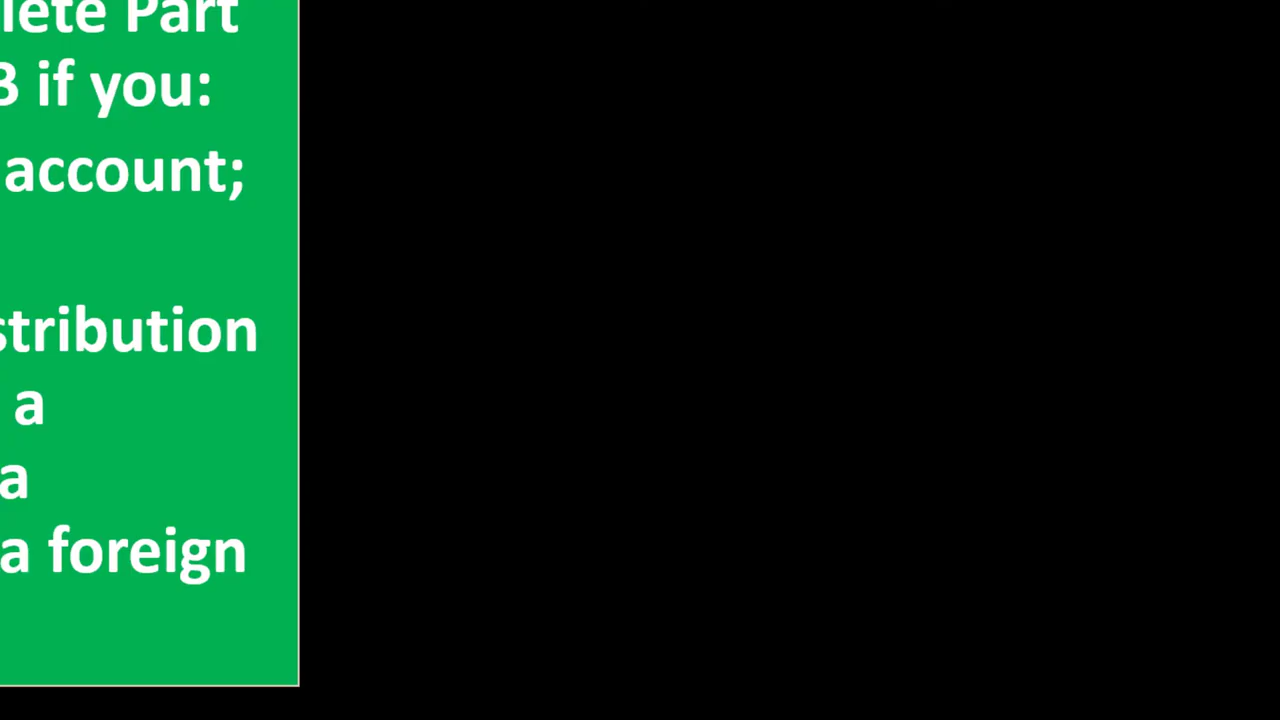 lete Part
B if you:
account;
stribution
a
a
a foreign